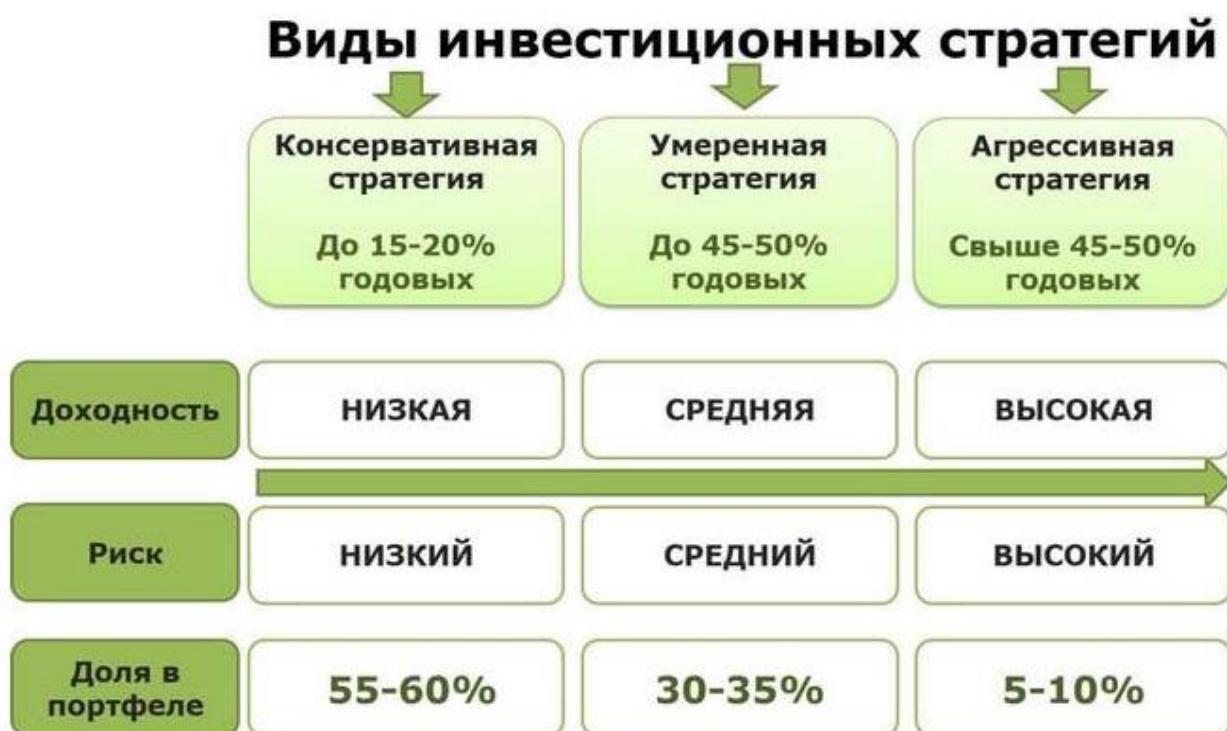 Виды инвестиционных стратегий
Консервативная
стратегия
До 15-20%
годовых
Умеренная
стратегия
До 45-50%
годовых
Агрессивная
стратегия
Свыше 45-50%
годовых
Доходность
НИЗКАЯ
СРЕДНЯЯ
ВЫСОКАЯ
Риск
НИЗКИЙ
СРЕДНИЙ
ВЫСОКИЙ
Доля в
портфеле
55-60%
30-35%
5-10%